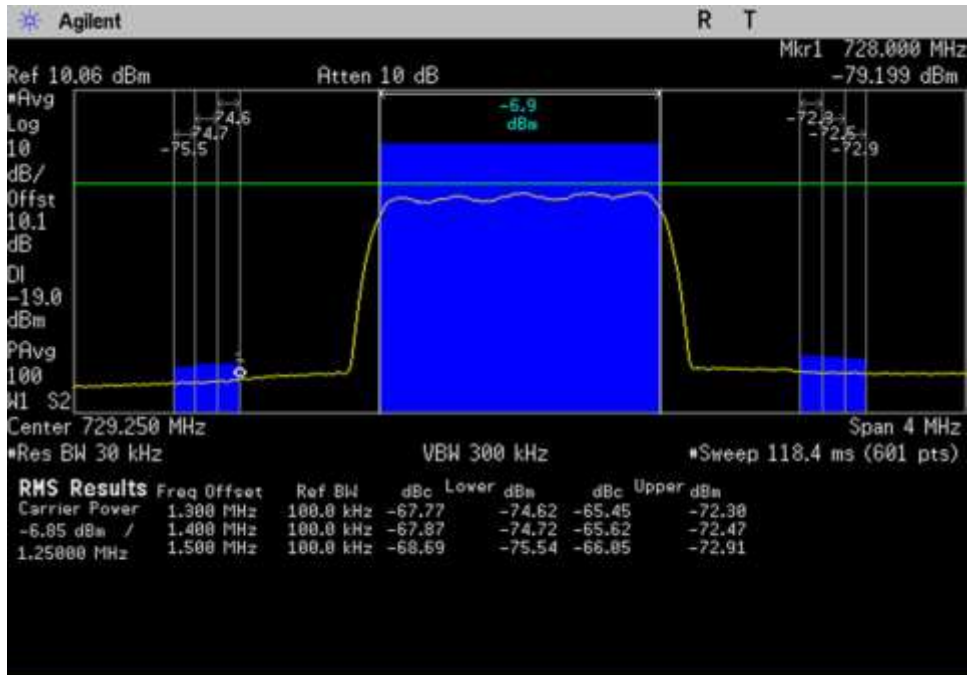 Agilent R T
Mkr1 728.000 MHz
Ref 10.06 dBm Atten 10 dB -79.199 dBm
*Avg
Log
10
dB/
Offst
10.1
dB
DI
-19.0
dBm
PAvg
100
W1 S2
-6.9
dBm
-74.6
-74.7
-75.5
-72.3
-72.5
-72.9
Center 729.250 MHz Span 4 MHz
*Res BW 30 kHz VBW 300 kHz *Sweep 118.4 ms (601 pts)
RMS Results Freq Offset Ref BW dBc Lower dBm dBc Upper dBm
Carrier Power 1.300 MHz 100.0 kHz -67.77 -74.62 -65.45 -72.30
-6.85 dBm / 1.400 MHz 100.0 kHz -67.87 -74.72 -65.62 -72.47
1.25000 MHz 1.500 MHz 100.0 kHz -68.69 -75.54 -66.05 -72.91